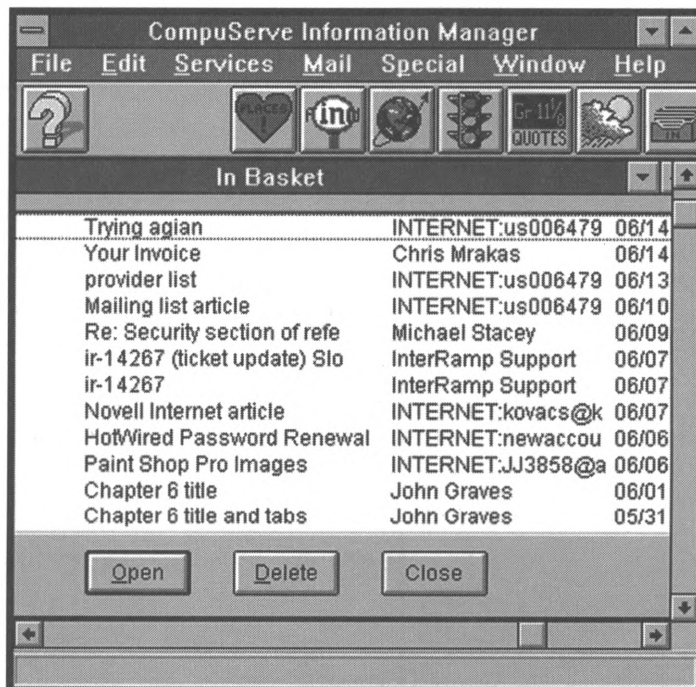 CompuServe Information Manager
File Edit Services Mail Special Window Help
PLACES ! FIND Gr 11⅛ QUOTES IN
In Basket
Trying agian INTERNET:us006479 06/14
Your Invoice Chris Mrakas 06/14
provider list INTERNET:us006479 06/13
Mailing list article INTERNET:us006479 06/10
Re: Security section of refe Michael Stacey 06/09
ir-14267 (ticket update) Slo InterRamp Support 06/07
ir-14267 InterRamp Support 06/07
Novell Internet article INTERNET:kovacs@k 06/07
HotWired Password Renewal INTERNET:newaccou 06/06
Paint Shop Pro Images INTERNET:JJ3858@a 06/06
Chapter 6 title John Graves 06/01
Chapter 6 title and tabs John Graves 05/31
Open Delete Close